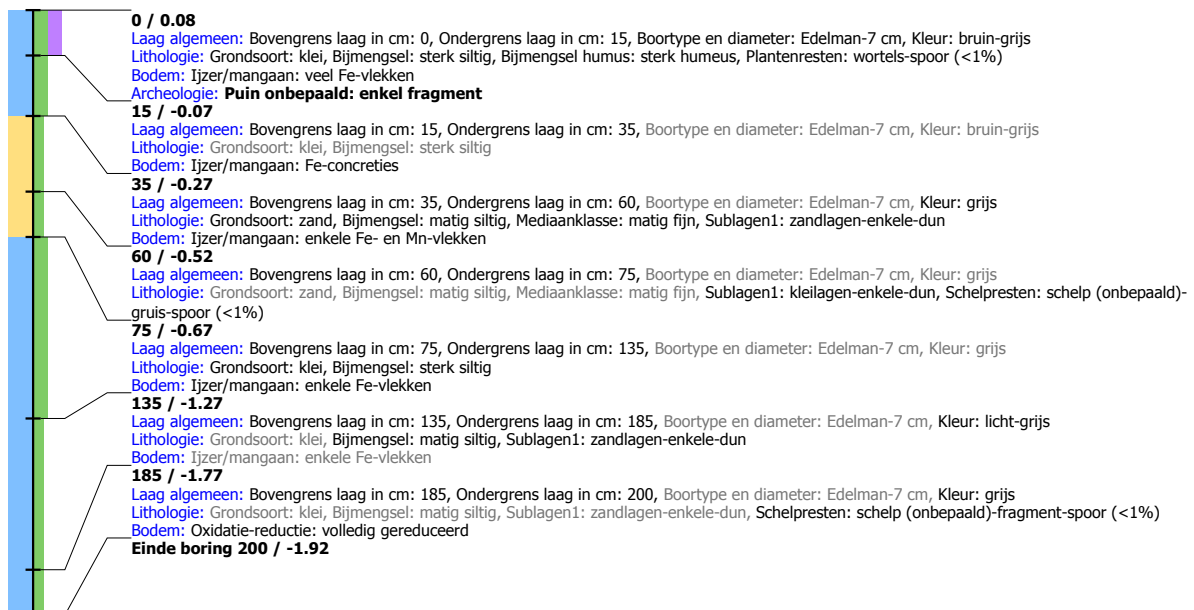 0 / 0.08
Laag algemeen: Bovengrens laag in cm: 0, Ondergrens laag in cm: 15, Boortype en diameter: Edelman-7 cm, Kleur: bruin-grijs
Lithologie: Grondsoort: klei, Bijmengsel: sterk siltig, Bijmengsel humus: sterk humeus, Plantenresten: wortels-spoor (<1%)
Bodem: Ijzer/mangaan: veel Fe-vlekken
Archeologie: Puin onbepaald: enkel fragment
15 / -0.07
Laag algemeen: Bovengrens laag in cm: 15, Ondergrens laag in cm: 35, Boortype en diameter: Edelman-7 cm, Kleur: bruin-grijs
Lithologie: Grondsoort: klei, Bijmengsel: sterk siltig
Bodem: Ijzer/mangaan: Fe-concreties
35 / -0.27
Laag algemeen: Bovengrens laag in cm: 35, Ondergrens laag in cm: 60, Boortype en diameter: Edelman-7 cm, Kleur: grijs
Lithologie: Grondsoort: zand, Bijmengsel: matig siltig, Mediaanklasse: matig fijn, Sublagen1: zandlagen-enkele-dun
Bodem: Ijzer/mangaan: enkele Fe- en Mn-vlekken
60 / -0.52
Laag algemeen: Bovengrens laag in cm: 60, Ondergrens laag in cm: 75, Boortype en diameter: Edelman-7 cm, Kleur: grijs
Lithologie: Grondsoort: zand, Bijmengsel: matig siltig, Mediaanklasse: matig fijn, Sublagen1: kleilagen-enkele-dun, Schelpresten: schelp (onbepaald)-
gruis-spoor (<1%)
75 / -0.67
Laag algemeen: Bovengrens laag in cm: 75, Ondergrens laag in cm: 135, Boortype en diameter: Edelman-7 cm, Kleur: grijs
Lithologie: Grondsoort: klei, Bijmengsel: sterk siltig
Bodem: Ijzer/mangaan: enkele Fe-vlekken
135 / -1.27
Laag algemeen: Bovengrens laag in cm: 135, Ondergrens laag in cm: 185, Boortype en diameter: Edelman-7 cm, Kleur: licht-grijs
Lithologie: Grondsoort: klei, Bijmengsel: matig siltig, Sublagen1: zandlagen-enkele-dun
Bodem: Ijzer/mangaan: enkele Fe-vlekken
185 / -1.77
Laag algemeen: Bovengrens laag in cm: 185, Ondergrens laag in cm: 200, Boortype en diameter: Edelman-7 cm, Kleur: grijs
Lithologie: Grondsoort: klei, Bijmengsel: matig siltig, Sublagen1: zandlagen-enkele-dun, Schelpresten: schelp (onbepaald)-fragment-spoor (<1%)
Bodem: Oxidatie-reductie: volledig gereduceerd
Einde boring 200 / -1.92